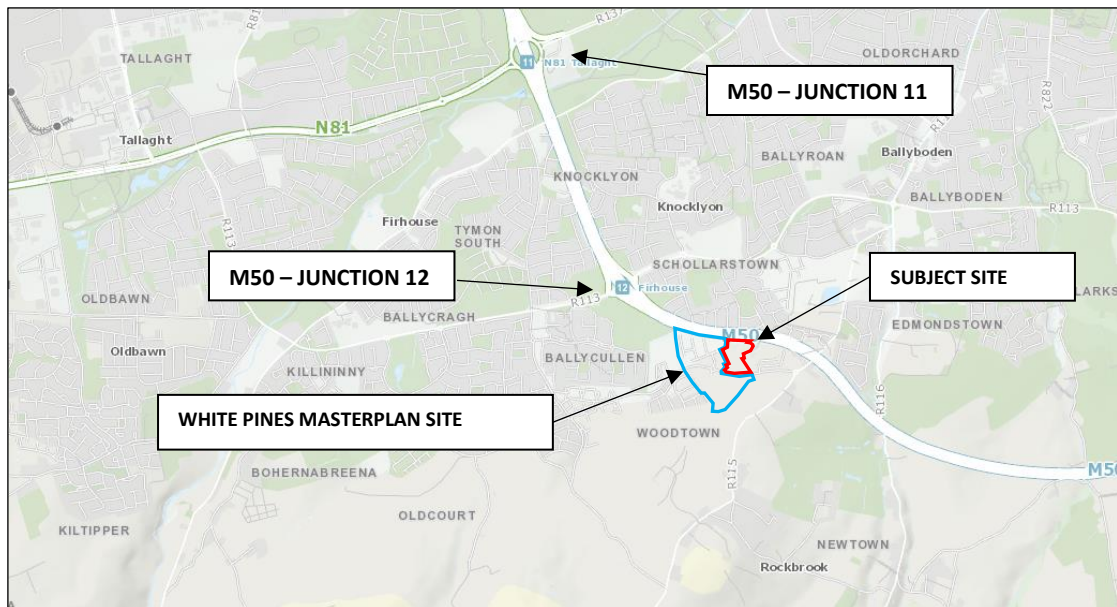 R137
TALLAGHT
R81
11
N81 Tallaght
OLDORCHARD
M50 – JUNCTION 11
R822
N81
Tallaght
BALLYROAN
Ballyboden
KNOCKLYON
Knocklyon
BALLYBODEN
R113
Firhouse
TYMON
SOUTH
R113
M50 – JUNCTION 12
SCHOLLARSTOWN
SUBJECT SITE
12
Firhouse
R113
OLDBAWN
BALLYCRAGH
M50
EDMONDSTOWN
LARKS
Oldbawn
BALLYCULLEN
KILLININNY
WHITE PINES MASTERPLAN SITE
R116
WOODTOWN
R115
M50
BOHERNABREENA
OLDCOURT
KILTIPPER
NEWTOWN
Rockbrook